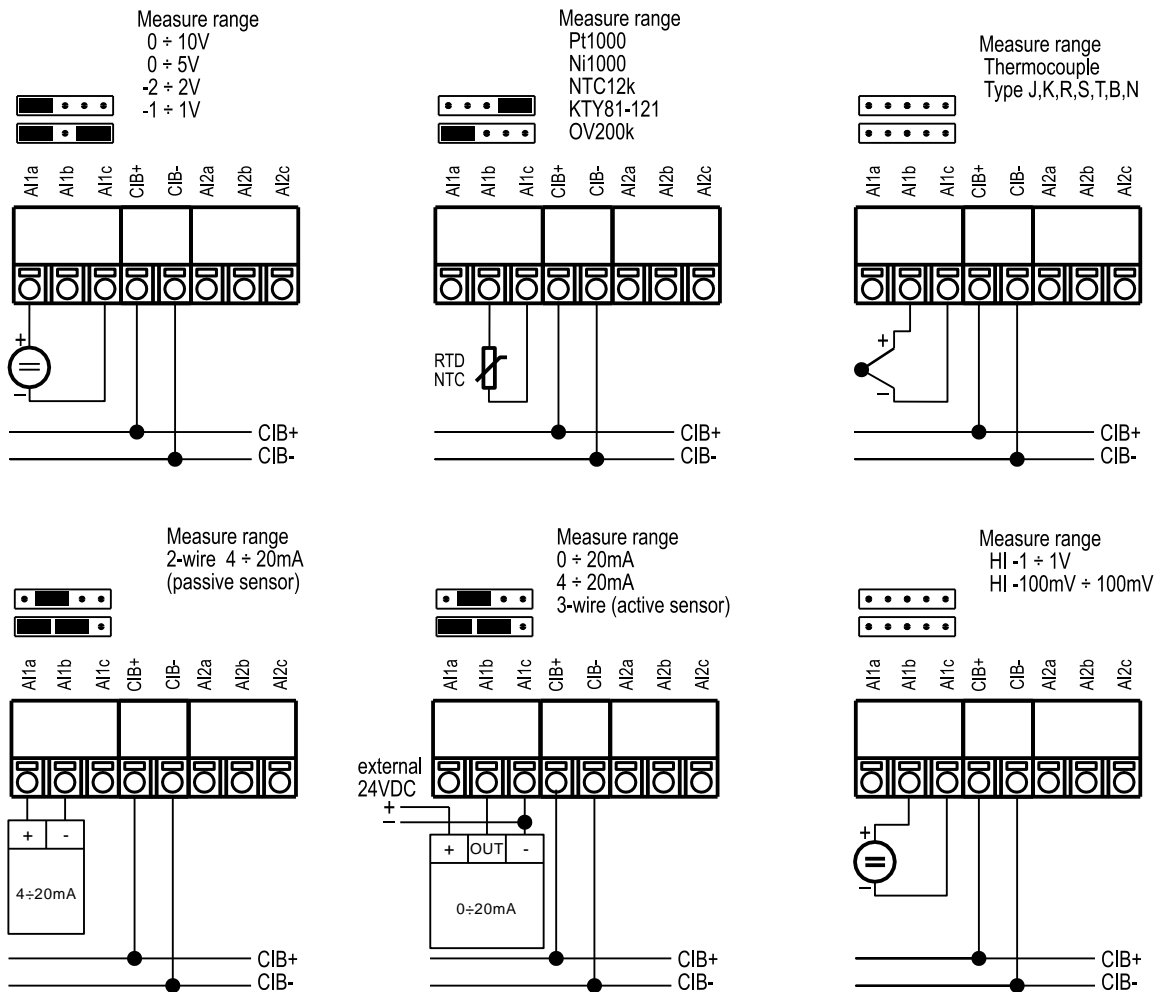 Measure range
0 ÷ 10V
0 ÷ 5V
-2 ÷ 2V
-1 ÷ 1V
AI1a AI1b AI1c CIB+ CIB- AI2a AI2b AI2c
+
=
−
CIB+
CIB-
Measure range
Pt1000
Ni1000
NTC12k
KTY81-121
OV200k
AI1a AI1b AI1c CIB+ CIB- AI2a AI2b AI2c
RTD
NTC
CIB+
CIB-
Measure range
Thermocouple
Type J,K,R,S,T,B,N
AI1a AI1b AI1c CIB+ CIB- AI2a AI2b AI2c
+
−
CIB+
CIB-
Measure range
2-wire 4 ÷ 20mA
(passive sensor)
AI1a AI1b AI1c CIB+ CIB- AI2a AI2b AI2c
+ -
4÷20mA
CIB+
CIB-
Measure range
0 ÷ 20mA
4 ÷ 20mA
3-wire (active sensor)
AI1a AI1b AI1c CIB+ CIB- AI2a AI2b AI2c
external
24VDC
+
−
+ OUT -
0÷20mA
CIB+
CIB-
Measure range
HI -1 ÷ 1V
HI -100mV ÷ 100mV
AI1a AI1b AI1c CIB+ CIB- AI2a AI2b AI2c
+
=
−
CIB+
CIB-